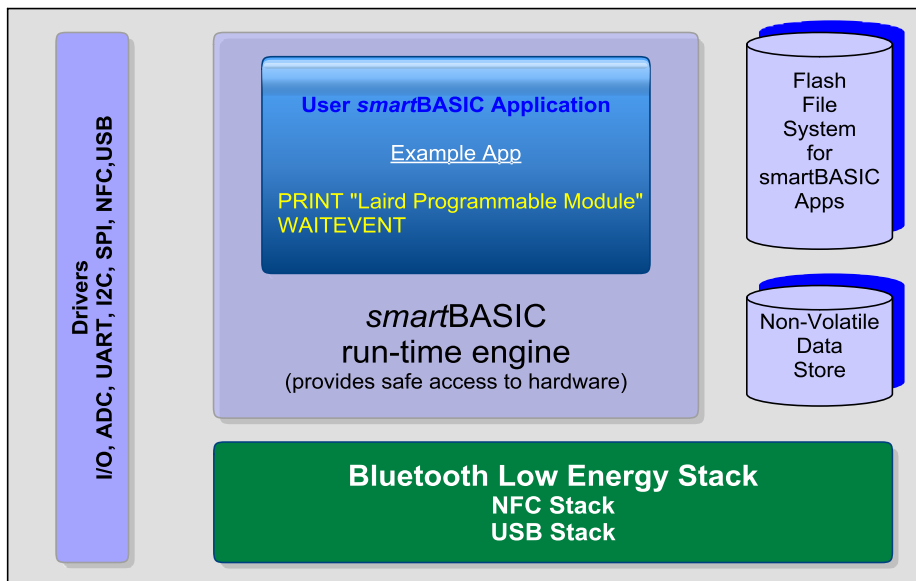 Drivers
I/O, ADC, UART, I2C, SPI, NFC,USB
User smartBASIC Application
Example App
PRINT "Laird Programmable Module"
WAITEVENT
smartBASIC
run-time engine
(provides safe access to hardware)
Flash
File
System
for
smartBASIC
Apps
Non-Volatile
Data
Store
Bluetooth Low Energy Stack
NFC Stack
USB Stack